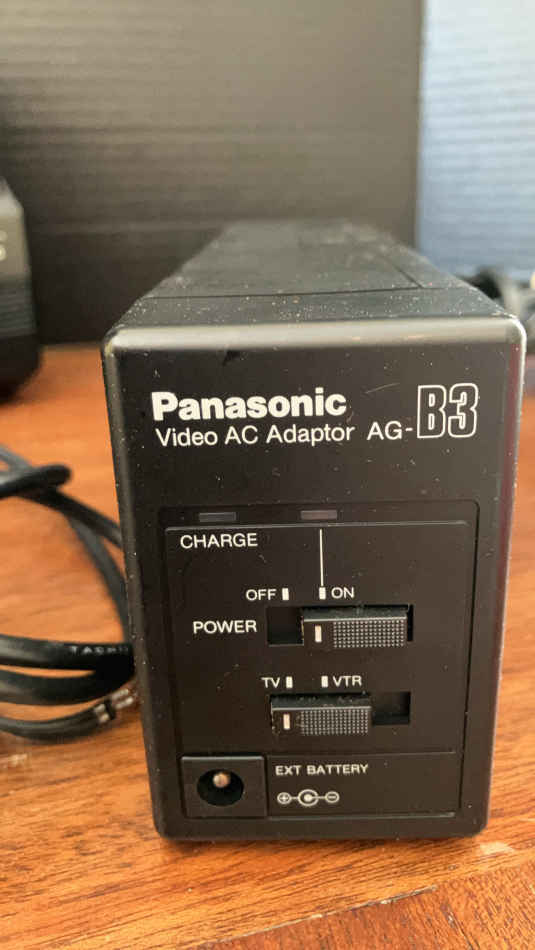 Panasonic
Video AC Adaptor AG-B3
CHARGE
OFF ON
POWER
TV VTR
EXT BATTERY